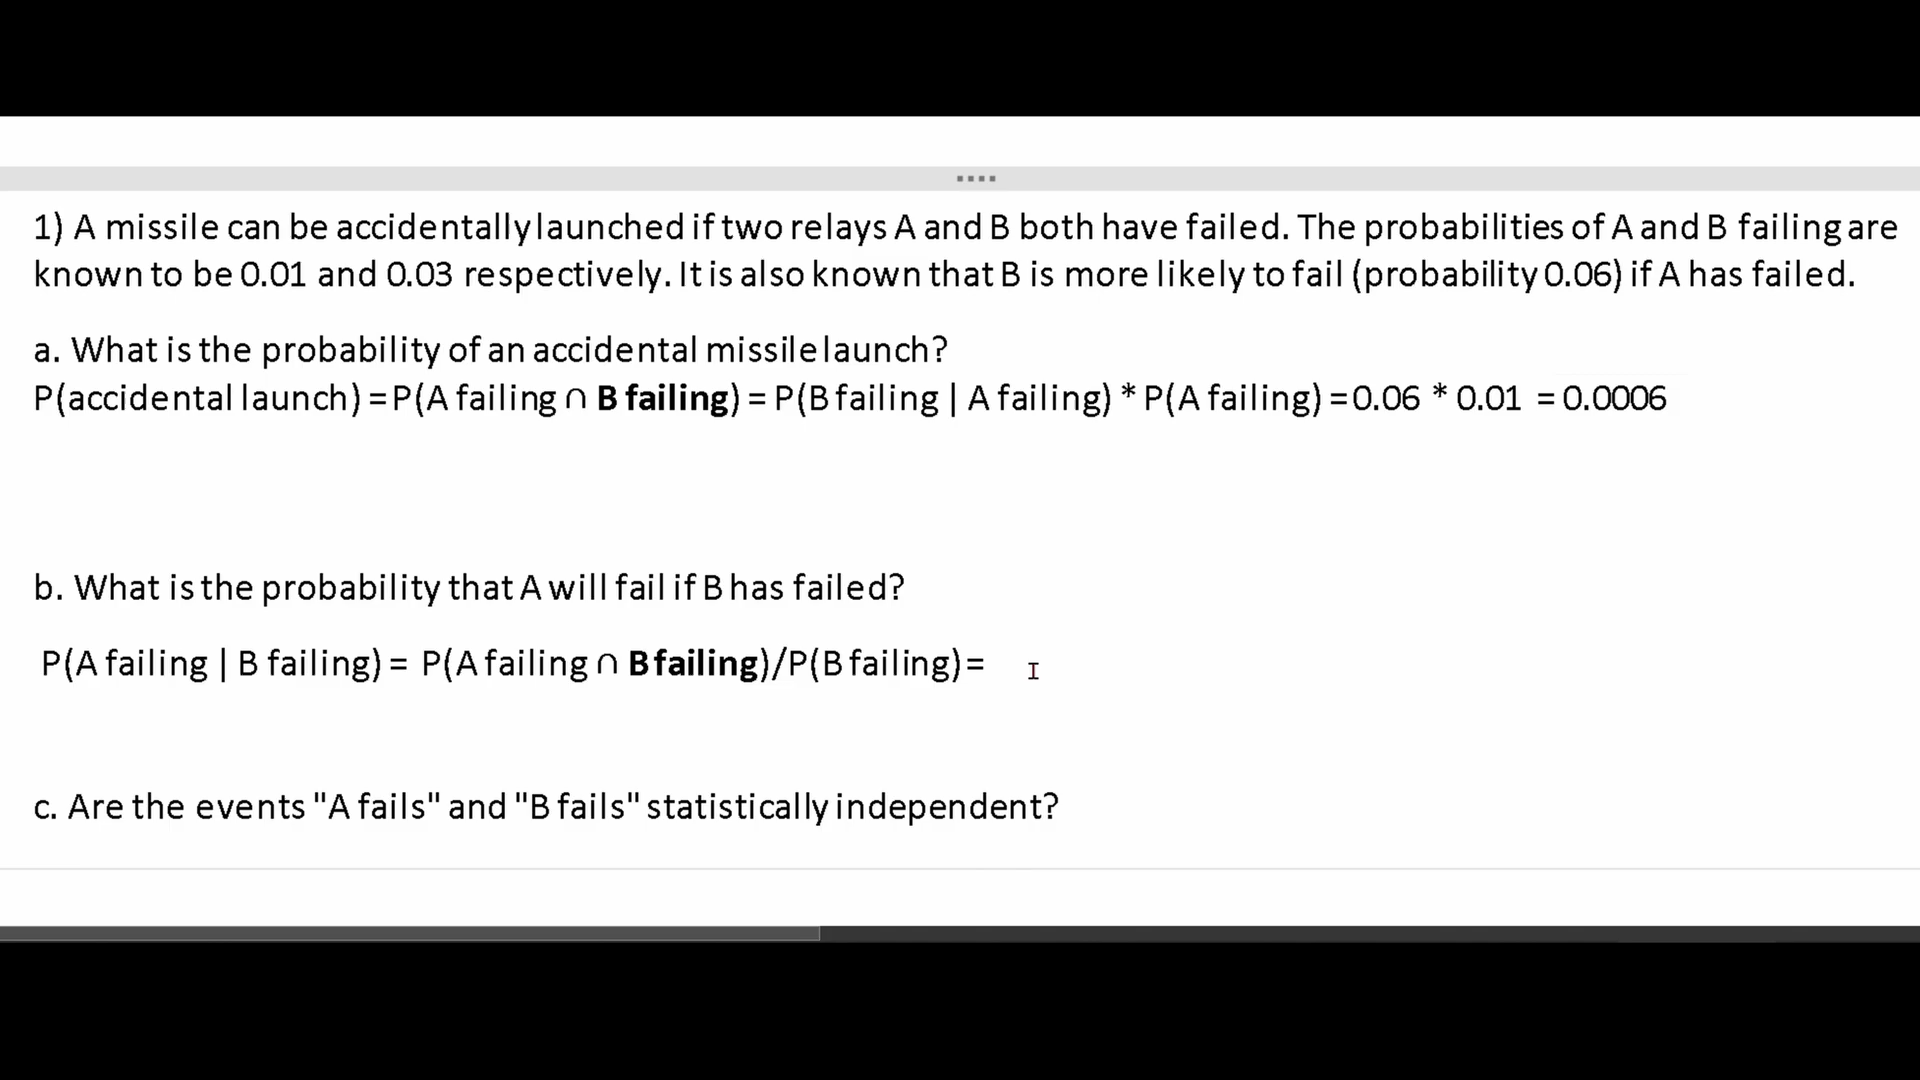 1) A missile can be accidentally launched if two relays A and B both have failed. The probabilities of A and B failing are
known to be 0.01 and 0.03 respectively. It is also known that B is more likely to fail (probability 0.06) if A has failed.
a. What is the probability of an accidental missile launch?
P(accidental launch) = P(A failing ∩ B failing) = P(B failing | A failing) * P(A failing) = 0.06 * 0.01 = 0.0006
b. What is the probability that A will fail if B has failed?
P(A failing | B failing) = P(A failing ∩ B failing)/P(B failing) =
c. Are the events "A fails" and "B fails" statistically independent?